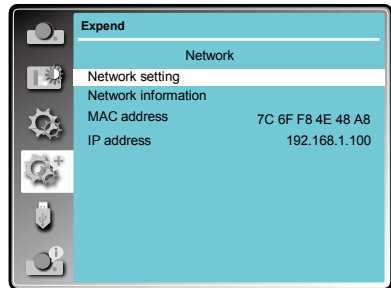 Expend
Network
Network setting
Network information
MAC address 7C 6F F8 4E 48 A8
IP address 192.168.1.100